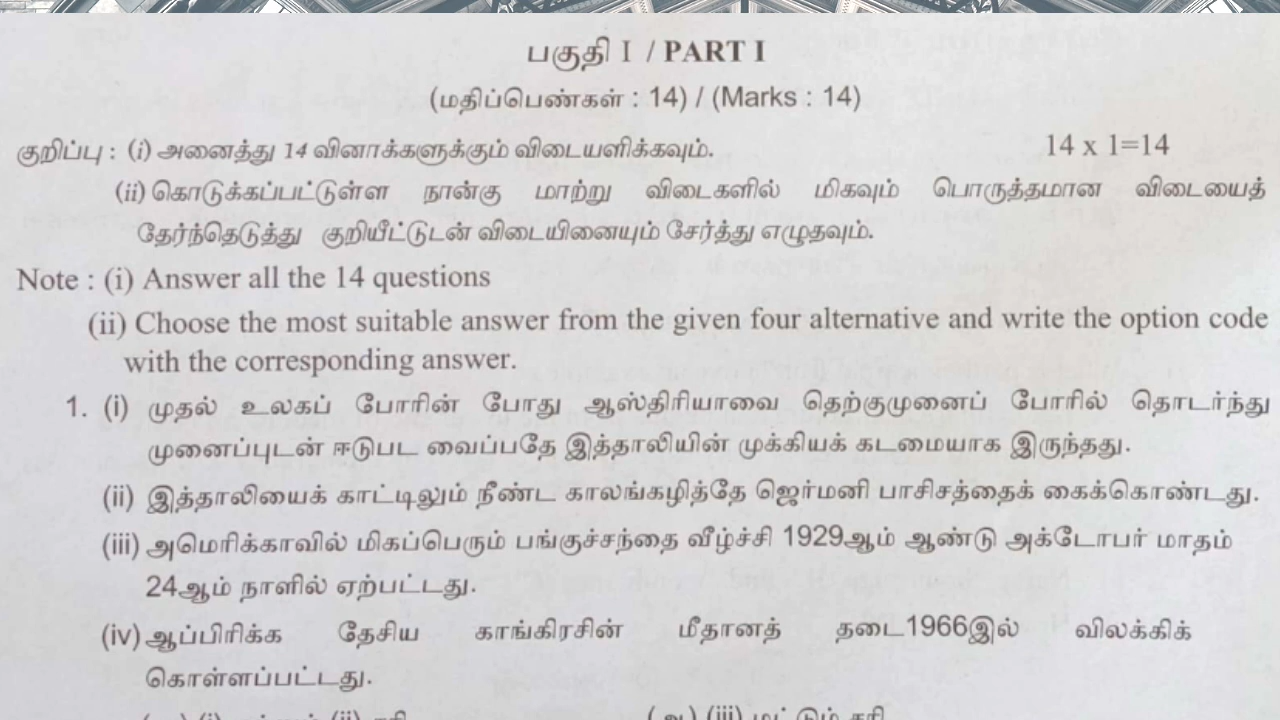 பகுதி I / PART I
(மதிப்பெண்கள் : 14) / (Marks : 14)
குறிப்பு : (i) அனைத்து 14 வினாக்களுக்கும் விடையளிக்கவும். 14 x 1=14
(ii) கொடுக்கப்பட்டுள்ள நான்கு மாற்று விடைகளில் மிகவும் பொருத்தமான விடையைத்
தேர்ந்தெடுத்து குறியீட்டுடன் விடையினையும் சேர்த்து எழுதவும்.
Note : (i) Answer all the 14 questions
(ii) Choose the most suitable answer from the given four alternative and write the option code
with the corresponding answer.
1. (i) முதல் உலகப் போரின் போது ஆஸ்திரியாவை தெற்குமுனைப் போரில் தொடர்ந்து
முனைப்புடன் ஈடுபட வைப்பதே இத்தாலியின் முக்கியக் கடமையாக இருந்தது.
(ii) இத்தாலியைக் காட்டிலும் நீண்ட காலங்கழித்தே ஜெர்மனி பாசிசத்தைக் கைக்கொண்டது.
(iii) அமெரிக்காவில் மிகப்பெரும் பங்குச்சந்தை வீழ்ச்சி 1929ஆம் ஆண்டு அக்டோபர் மாதம்
24ஆம் நாளில் ஏற்பட்டது.
(iv) ஆப்பிரிக்க தேசிய காங்கிரசின் மீதானத் தடை1966இல் விலக்கிக்
கொள்ளப்பட்டது.